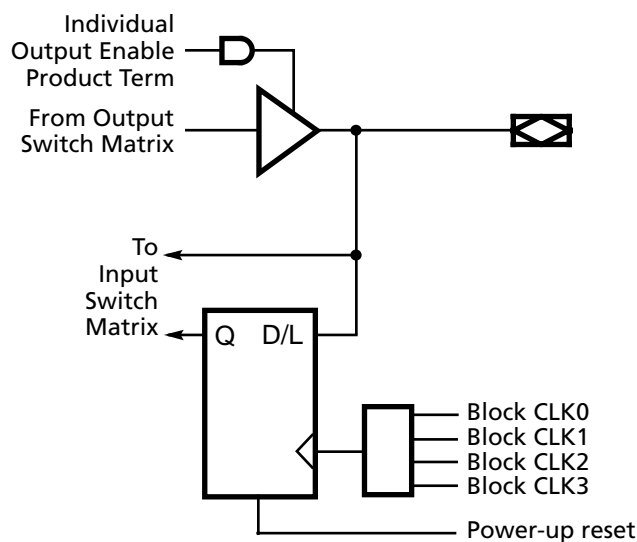 Individual
Output Enable
Product Term
From Output
Switch Matrix
To
Input
Switch
Matrix
Q D/L
Block CLK0
Block CLK1
Block CLK2
Block CLK3
Power-up reset